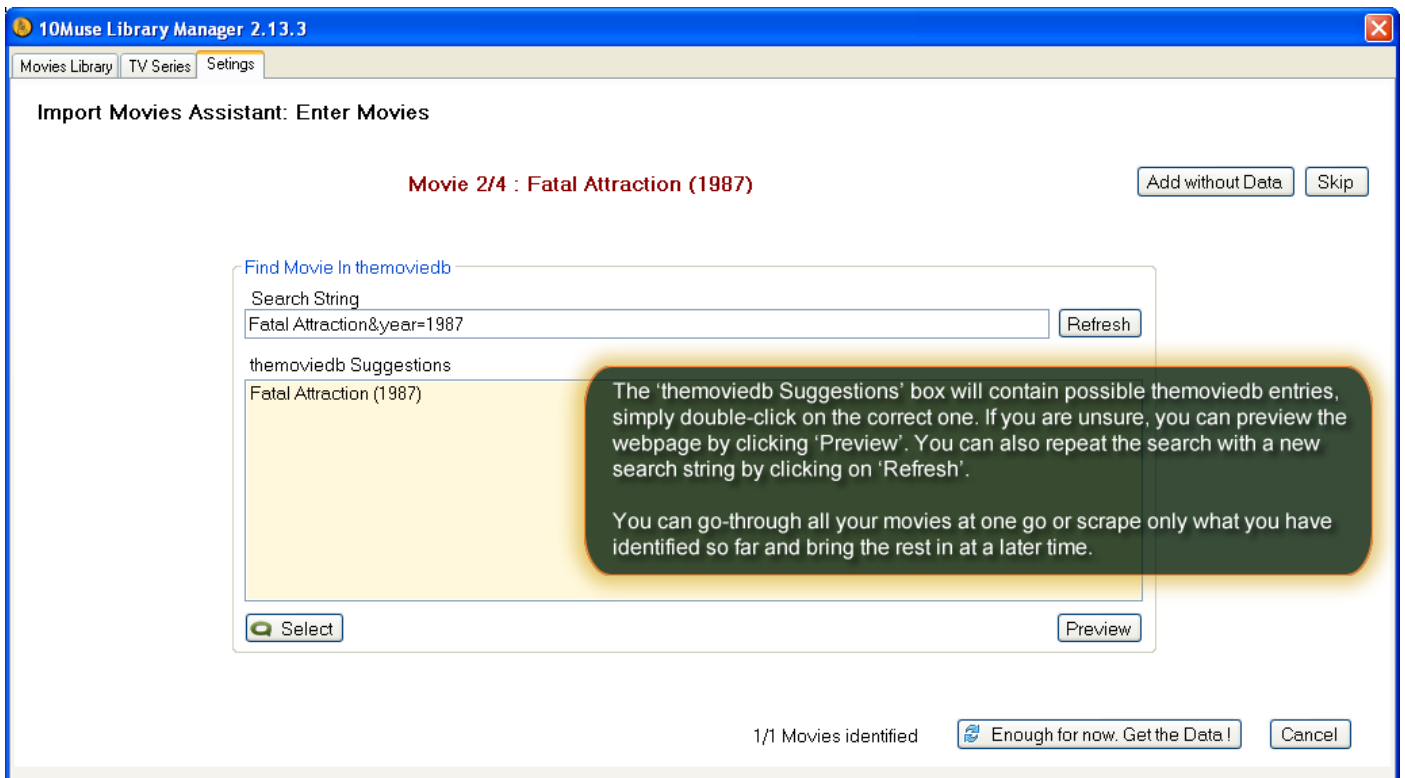 10Muse Library Manager 2.13.3
Movies Library TV Series Setings
Import Movies Assistant: Enter Movies
Movie 2/4 : Fatal Attraction (1987)
Add without Data Skip
Find Movie In themoviedb
Search String
Fatal Attraction&year=1987
Refresh
themoviedb Suggestions
Fatal Attraction (1987)
The ‘themoviedb Suggestions’ box will contain possible themoviedb entries,
simply double-click on the correct one. If you are unsure, you can preview the
webpage by clicking ‘Preview’. You can also repeat the search with a new
search string by clicking on ‘Refresh’.
You can go-through all your movies at one go or scrape only what you have
identified so far and bring the rest in at a later time.
Select Preview
1/1 Movies identified Enough for now. Get the Data ! Cancel